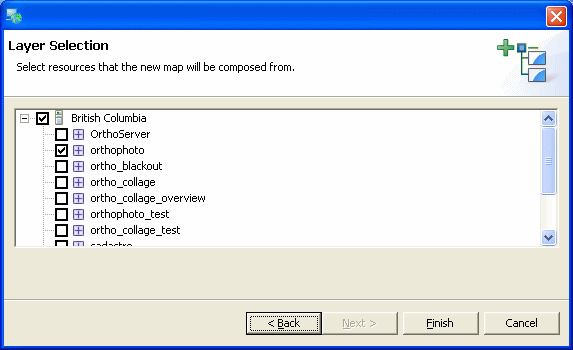 Layer Selection
Select resources that the new map will be composed from.
British Columbia
OrthoServer
orthophoto
ortho_blackout
ortho_collage
ortho_collage_overview
orthophoto_test
ortho_collage_test
< Back
Next >
Finish
Cancel